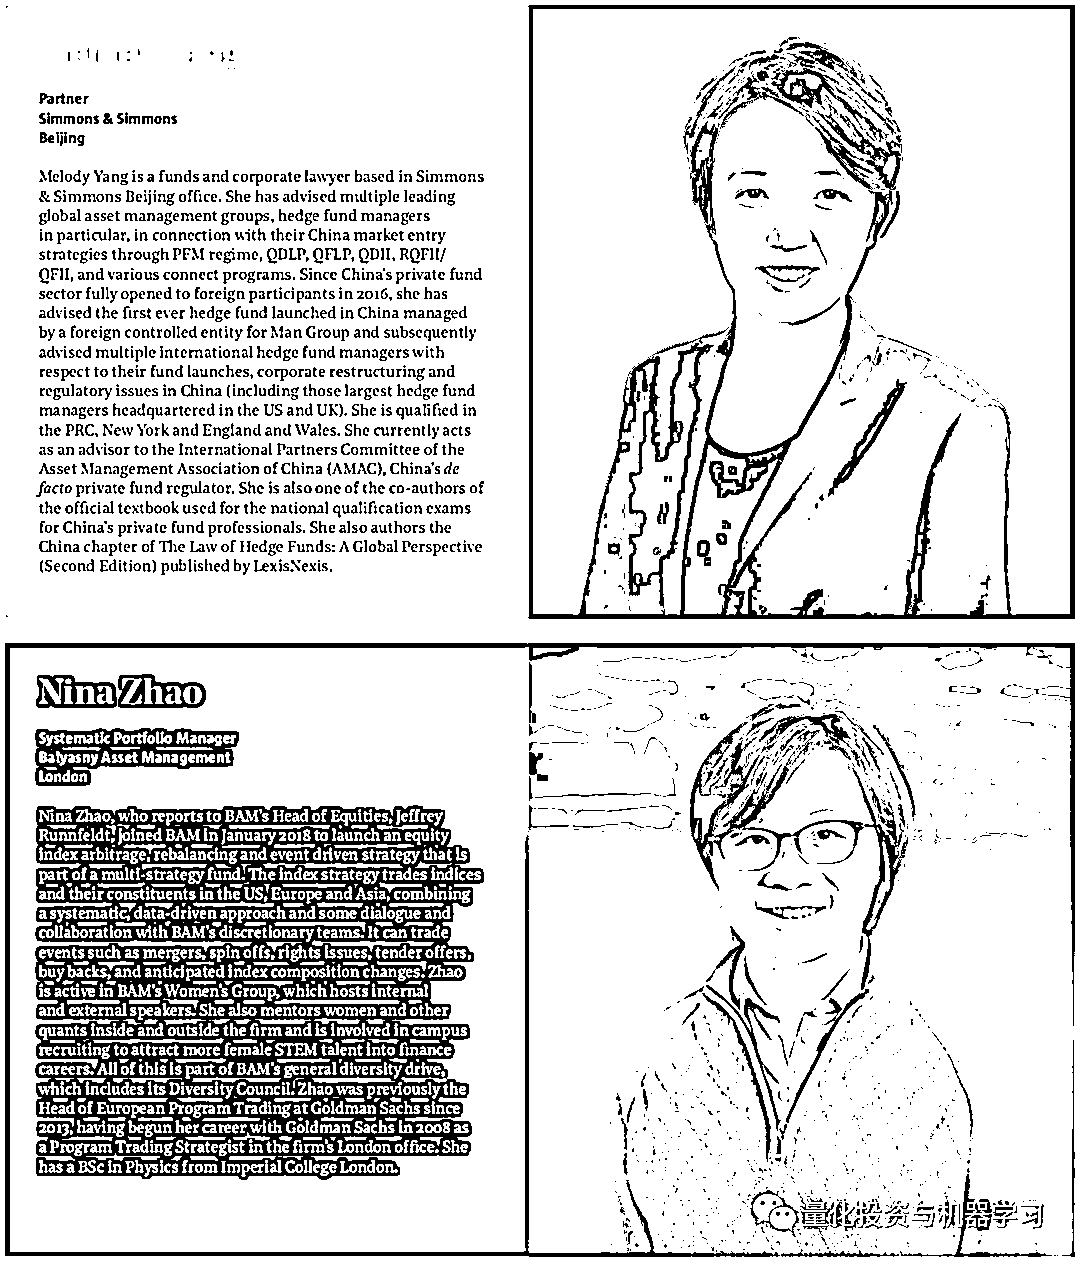 Partner
Simmons & Simmons
Beijing
Melody Yang is a funds and corporate lawyer based in Simmons
& Simmons Beijing office. She has advised multiple leading
global asset management groups, hedge fund managers
in particular, in connection with their China market entry
strategies through PFM regime, QDLP, QFLP, QDII, RQFII/
QFII, and various connect programs. Since China's private fund
sector fully opened to foreign participants in 2016, she has
advised the first ever hedge fund launched in China managed
by a foreign controlled entity for Man Group and subsequently
advised multiple international hedge fund managers with
respect to their fund launches, corporate restructuring and
regulatory issues in China (including those largest hedge fund
managers headquartered in the US and UK). She is qualified in
the PRC, New York and England and Wales. She currently acts
as an advisor to the International Partners Committee of the
Asset Management Association of China (AMAC), China's de
facto private fund regulator. She is also one of the co-authors of
the official textbook used for the national qualification exams
for China's private fund professionals. She also authors the
China chapter of The Law of Hedge Funds: A Global Perspective
(Second Edition) published by LexisNexis.
Nina Zhao
Systematic Portfolio Manager
Balyasny Asset Management
London
Nina Zhao, who reports to BAM's Head of Equities, Jeffrey
Runnfeldt, joined BAM in January 2018 to launch an equity
index arbitrage, rebalancing and event driven strategy that is
part of a multi-strategy fund. The index strategy trades indices
and their constituents in the US, Europe and Asia, combining
a systematic, data-driven approach and some dialogue and
collaboration with BAM's discretionary teams. It can trade
events such as mergers, spin offs, rights issues, tender offers,
buy backs, and anticipated index composition changes. Zhao
is active in BAM's Women's Group, which hosts internal
and external speakers. She also mentors women and other
quants inside and outside the firm and is involved in campus
recruiting to attract more female STEM talent into finance
careers. All of this is part of BAM's general diversity drive,
which includes its Diversity Council. Zhao was previously the
Head of European Program Trading at Goldman Sachs since
2013, having begun her career with Goldman Sachs in 2008 as
a Program Trading Strategist in the firm's London office. She
has a BSc in Physics from Imperial College London.
量化投资与机器学习